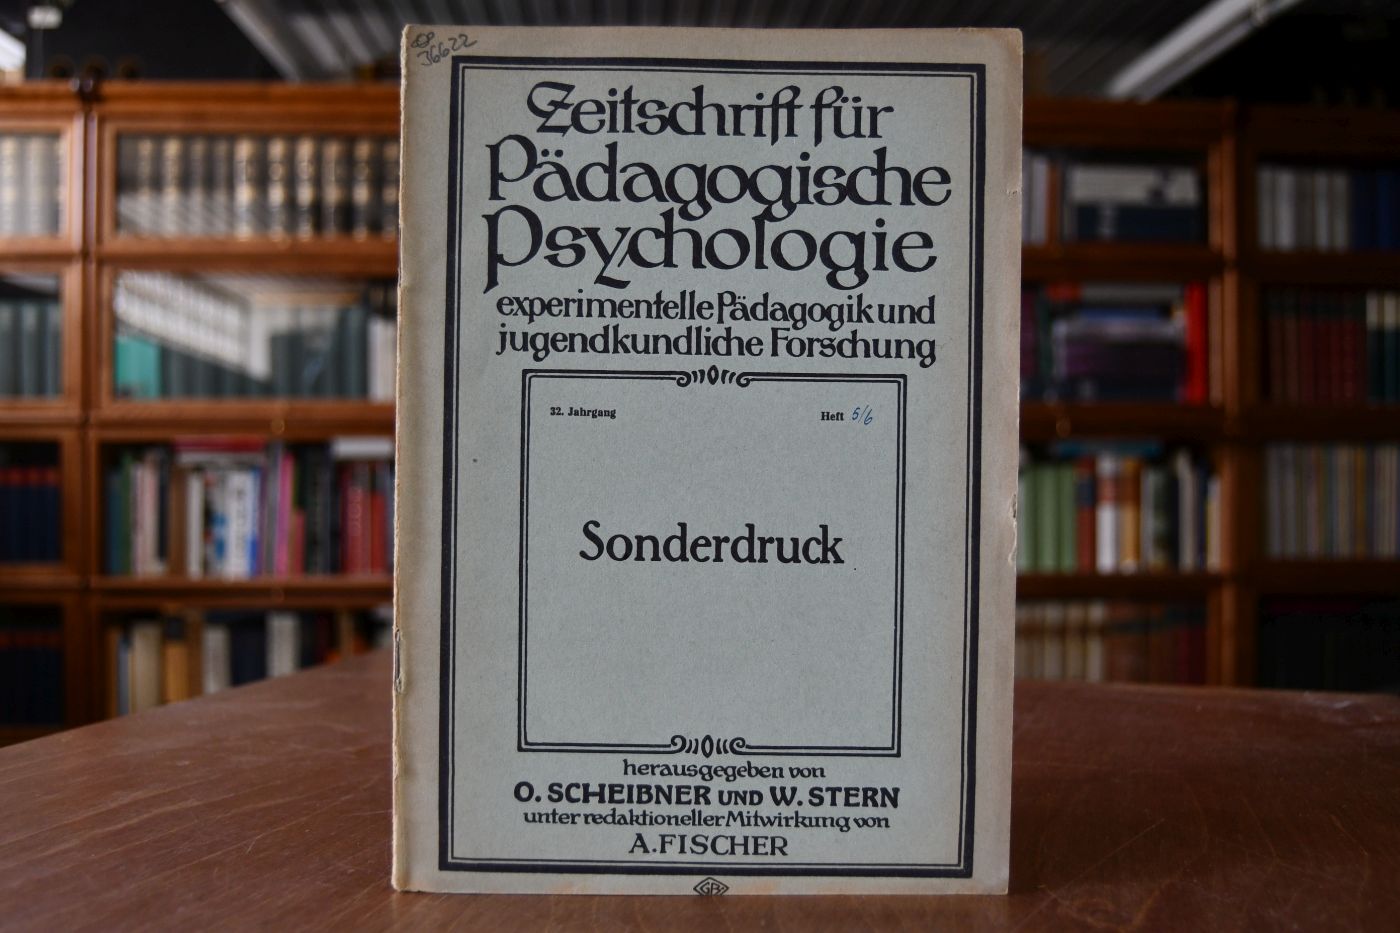 36622
Zeitschrift für
Pädagogische
Psychologie
experimentelle Pädagogik und
jugendkundliche Forschung
32. Jahrgang
Heft 5/6
Sonderdruck
herausgegeben von
O. SCHEIBNER UND W. STERN
unter redaktioneller Mitwirkung von
A. FISCHER